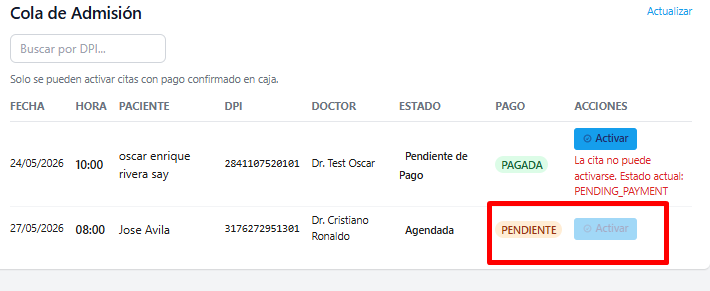 Cola de Admisión
Actualizar
Buscar por DPI...
Solo se pueden activar citas con pago confirmado en caja.
FECHA HORA PACIENTE DPI DOCTOR ESTADO PAGO ACCIONES
24/05/2026 10:00 oscar enrique rivera say 2841107520101 Dr. Test Oscar Pendiente de Pago PAGADA Activar
La cita no puede activarse. Estado actual: PENDING_PAYMENT
27/05/2026 08:00 Jose Avila 3176272951301 Dr. Cristiano Ronaldo Agendada PENDIENTE Activar